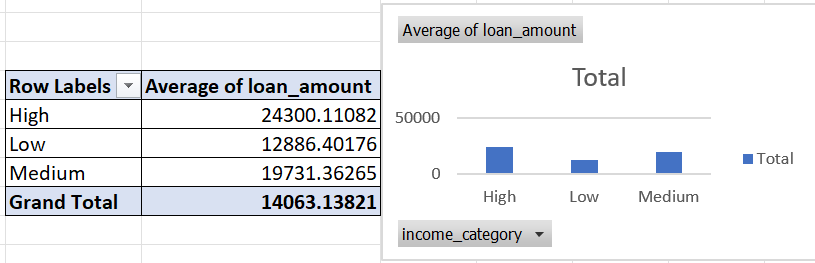 Row Labels Average of loan_amount
High 24300.11082
Low 12886.40176
Medium 19731.36265
Grand Total 14063.13821
Average of loan_amount
Total
50000
0
High Low Medium
Total
income_category